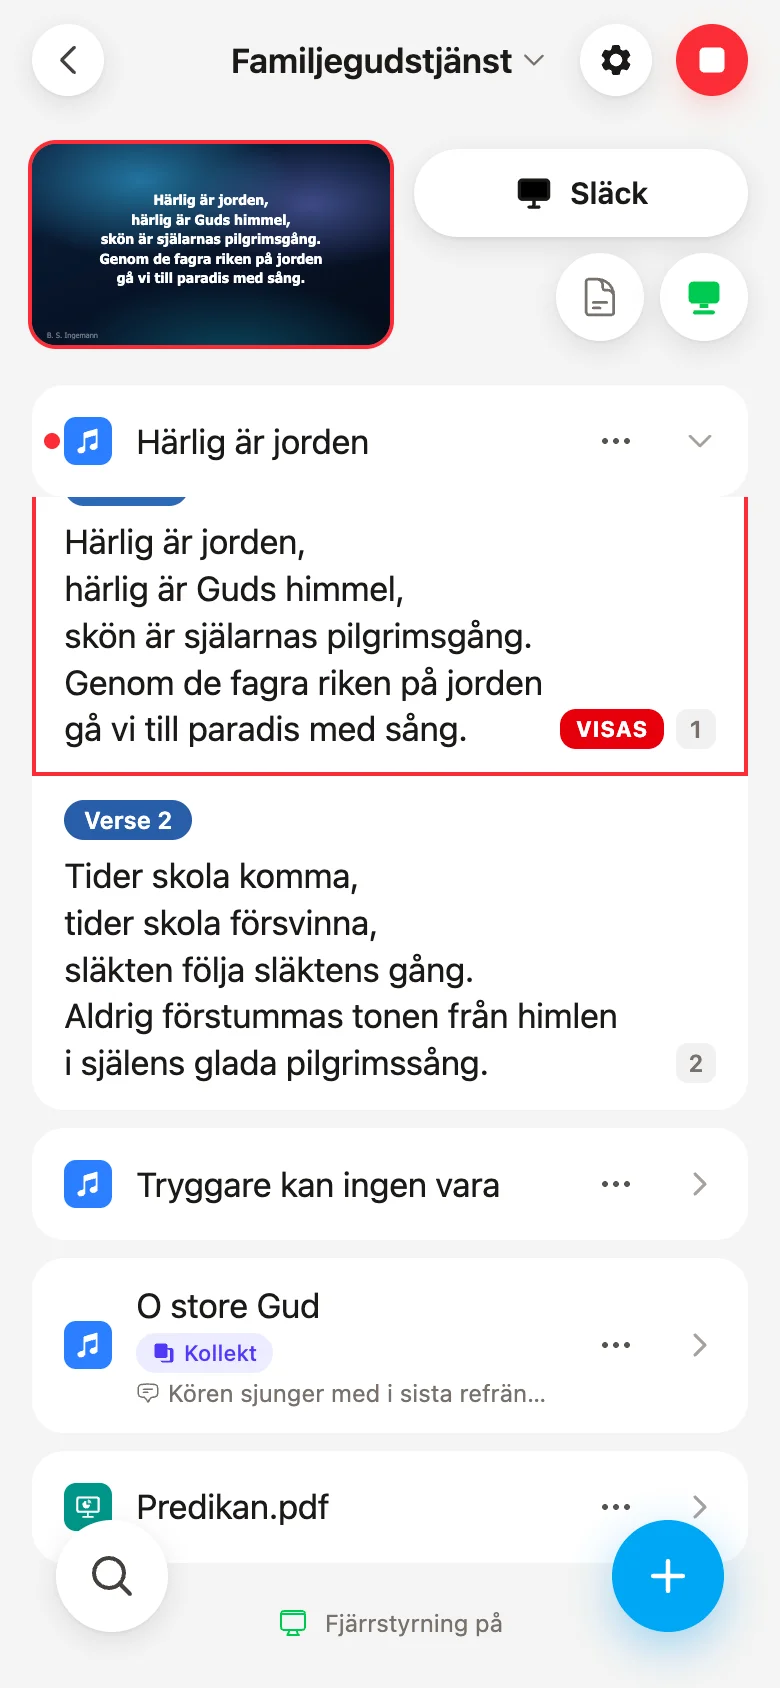 Familjegudstjänst
Härlig är jorden,
härlig är Guds himmel,
skön är själarnas pilgrimsgång.
Genom de fagra riken på jorden
gå vi till paradis med sång.
B. S. Ingemann
Släck
Härlig är jorden
Härlig är jorden,
härlig är Guds himmel,
skön är själarnas pilgrimsgång.
Genom de fagra riken på jorden
gå vi till paradis med sång.
VISAS 1
Verse 2
Tider skola komma,
tider skola försvinna,
släkten följa släktens gång.
Aldrig förstummas tonen från himlen
i själens glada pilgrimssång.
2
Tryggare kan ingen vara
O store Gud
Kollekt
Kören sjunger med i sista refrän...
Predikan.pdf
Fjärrstyrning på